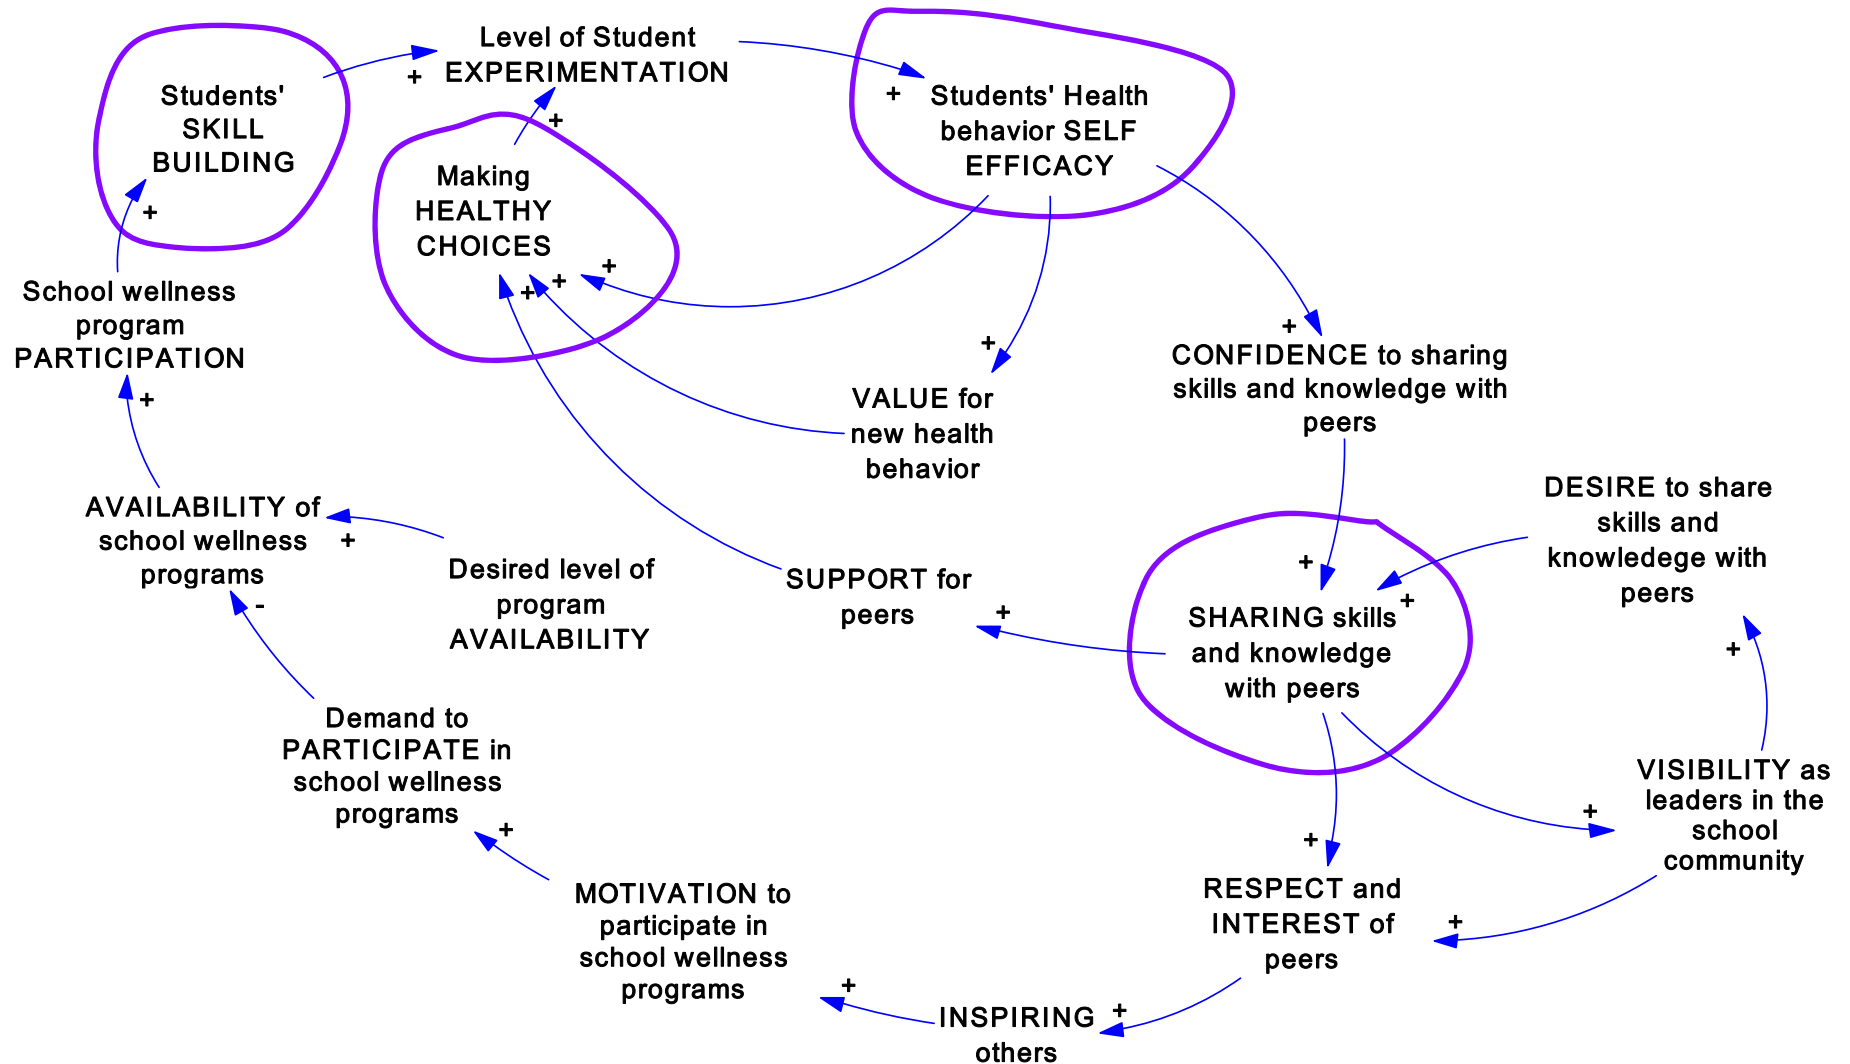 Level of Student
EXPERIMENTATION
+
+
Students'
SKILL
BUILDING
+
Students' Health
behavior SELF
EFFICACY
+
Making
HEALTHY
CHOICES
+
+
+
+
School wellness
program
PARTICIPATION
+
VALUE for
new health
behavior
+
CONFIDENCE to sharing
skills and knowledge with
peers
+
AVAILABILITY of
school wellness
programs
+
-
Desired level of
program
AVAILABILITY
SUPPORT for
peers
+
DESIRE to share
skills and
knowledege with
peers
+
SHARING skills
and knowledge
with peers
+
+
Demand to
PARTICIPATE in
school wellness
programs
+
VISIBILITY as
leaders in the
school
community
+
MOTIVATION to
participate in
school wellness
programs
+
RESPECT and
INTEREST of
peers
+
+
INSPIRING
others
+